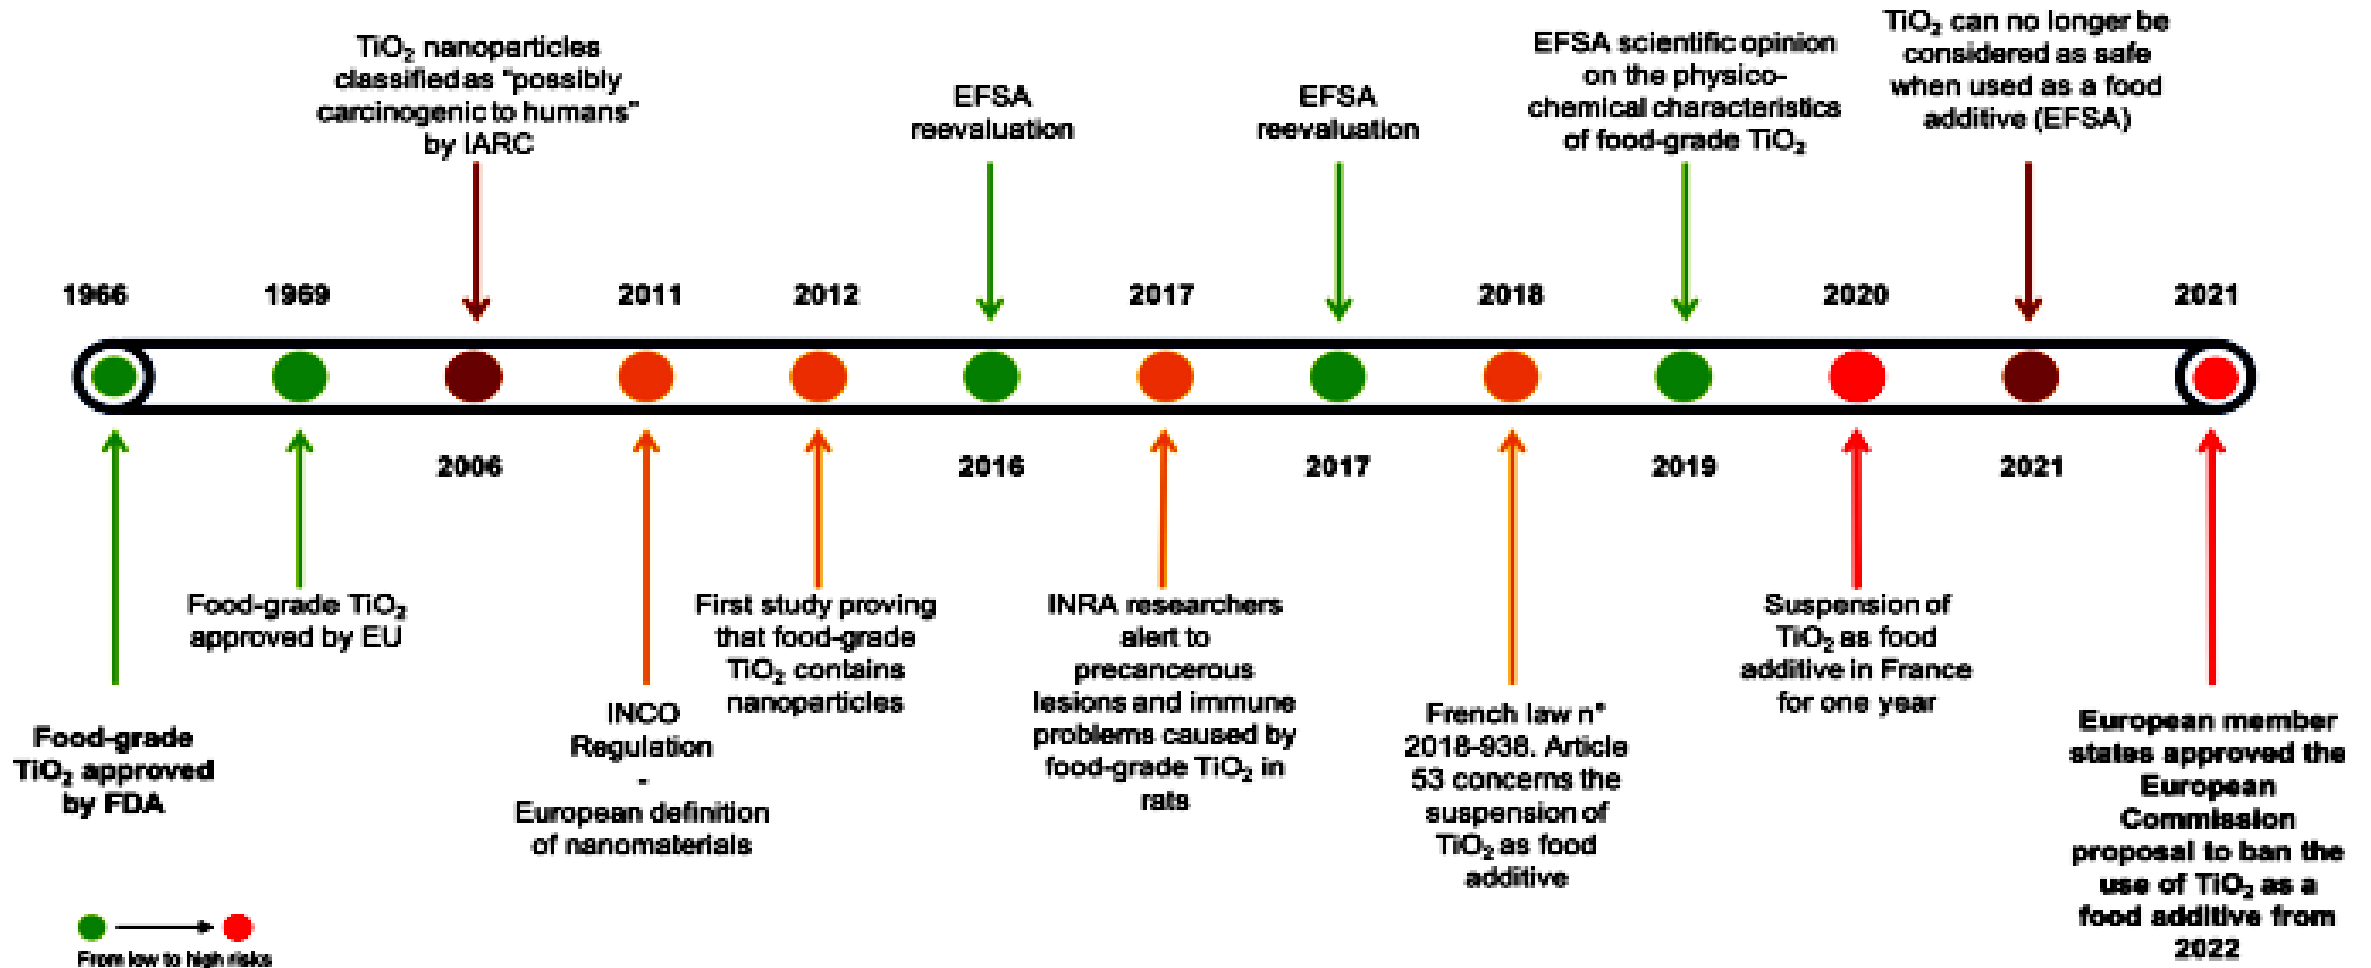 TiO₂ nanoparticles
classified as "possibly
carcinogenic to humans"
by IARC
EFSA
reevaluation
EFSA
reevaluation
EFSA scientific opinion
on the physico-
chemical characteristics
of food-grade TiO₂
TiO₂ can no longer be
considered as safe
when used as a food
additive (EFSA)
1966
1969
2011
2012
2017
2018
2020
2021
2006
2016
2017
2019
2021
Food-grade
TiO₂ approved
by FDA
Food-grade TiO₂
approved by EU
INCO
Regulation
-
European definition
of nanomaterials
First study proving
that food-grade
TiO₂ contains
nanoparticles
INRA researchers
alert to
precancerous
lesions and immune
problems caused by
food-grade TiO₂ in
rats
French law n°
2018-938. Article
53 concerns the
suspension of
TiO₂ as food
additive
Suspension of
TiO₂ as food
additive in France
for one year
European member
states approved the
European
Commission
proposal to ban the
use of TiO₂ as a
food additive from
2022
From low to high risks